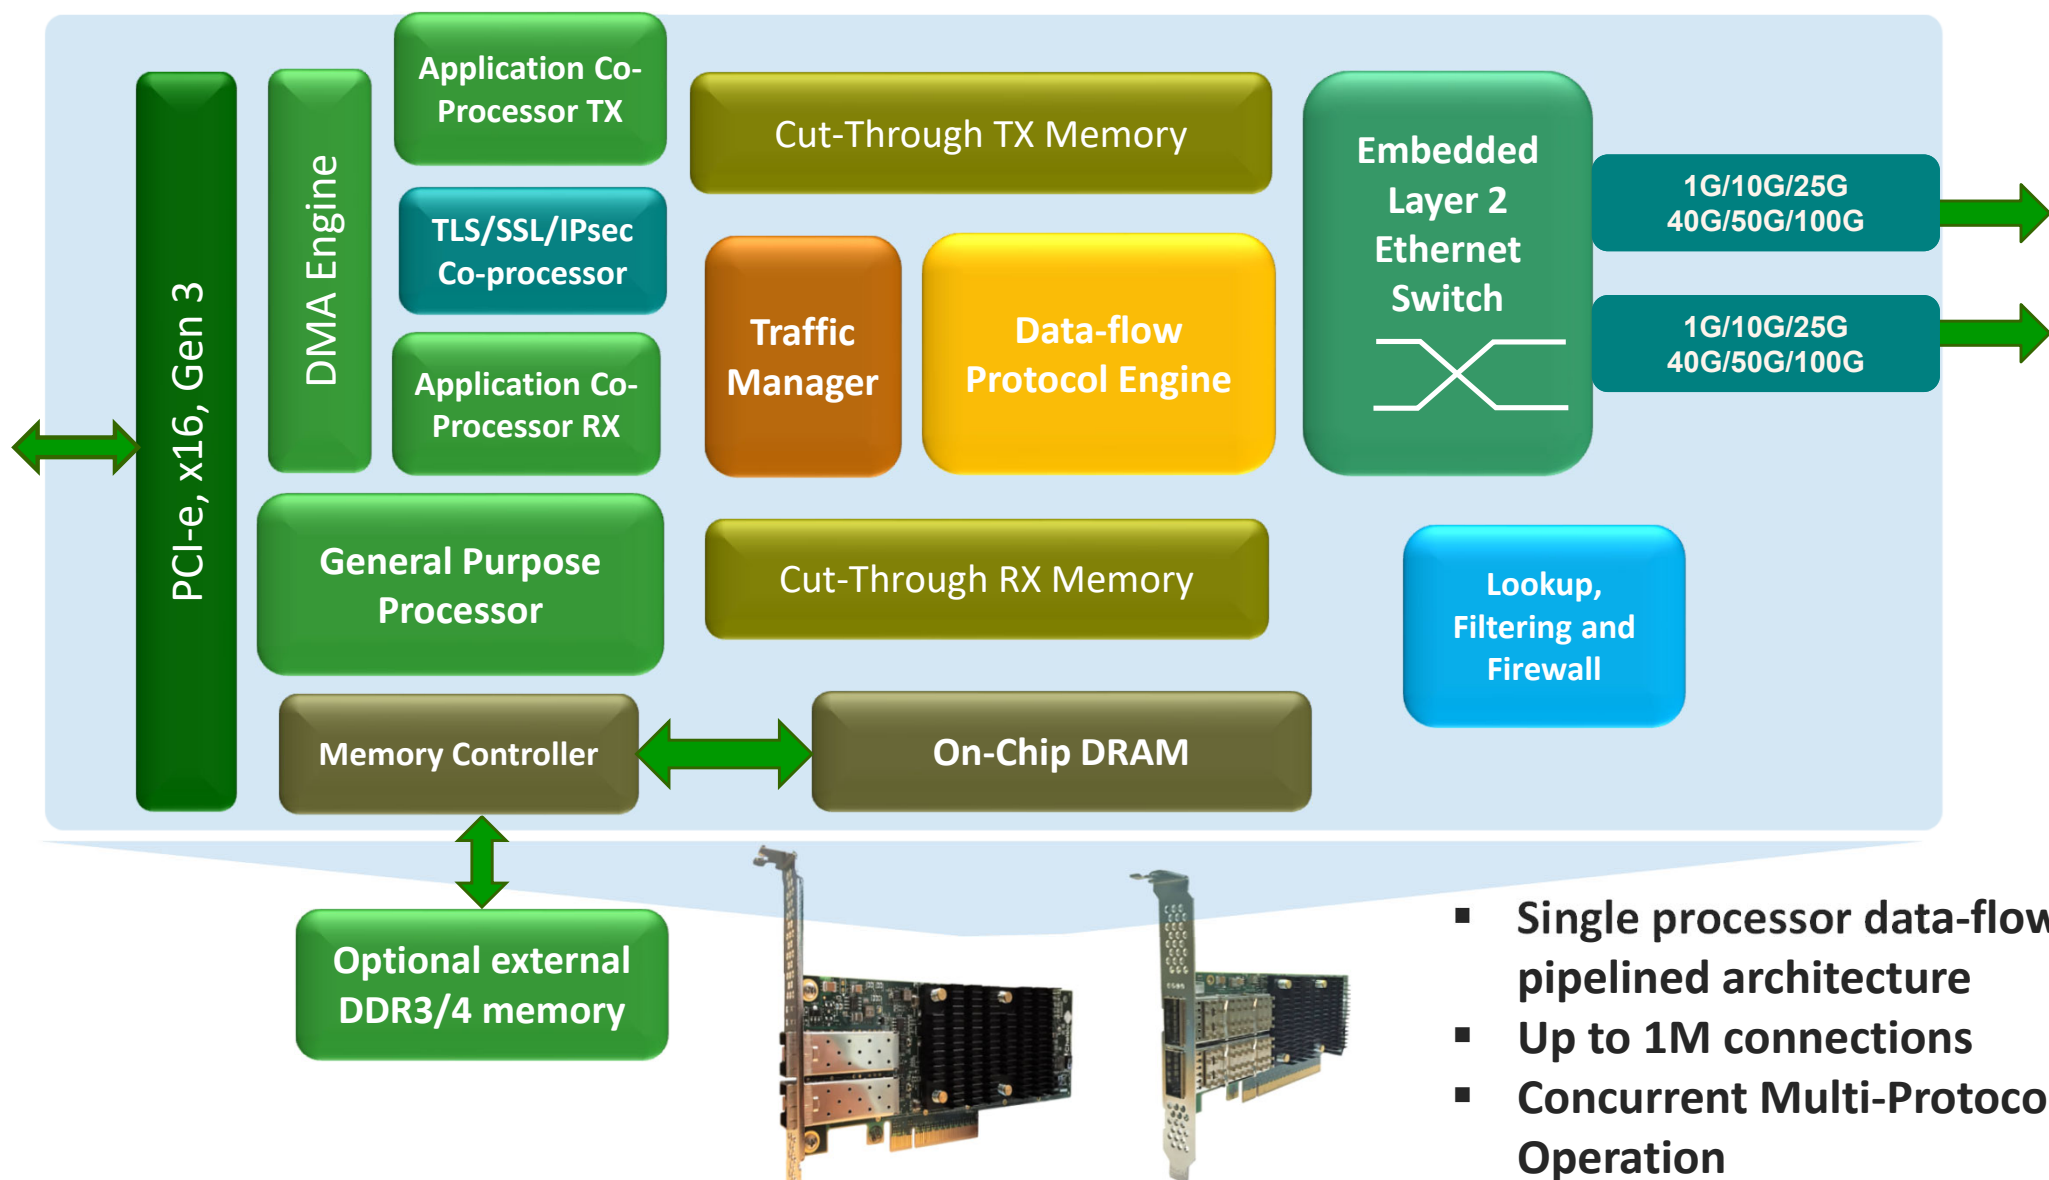 Application Co-
Processor TX
Cut-Through TX Memory
Embedded
Layer 2
Ethernet
Switch
1G/10G/25G
40G/50G/100G
1G/10G/25G
40G/50G/100G
PCI-e, x16, Gen 3
DMA Engine
TLS/SSL/IPsec
Co-processor
Traffic
Manager
Data-flow
Protocol Engine
Application Co-
Processor RX
General Purpose
Processor
Cut-Through RX Memory
Lookup,
Filtering and
Firewall
Memory Controller
On-Chip DRAM
Optional external
DDR3/4 memory
▪ Single processor data-flow
pipelined architecture
▪ Up to 1M connections
▪ Concurrent Multi-Protoco
Operation